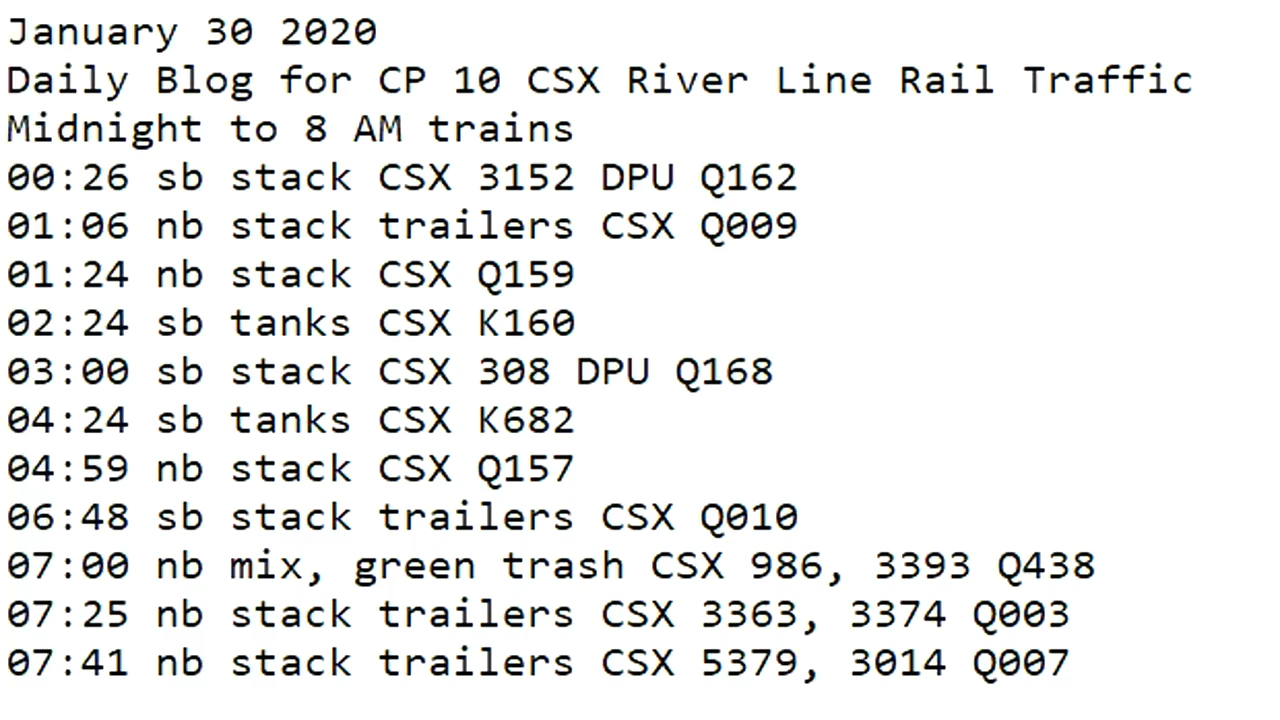 January 30 2020
Daily Blog for CP 10 CSX River Line Rail Traffic
Midnight to 8 AM trains
00:26 sb stack CSX 3152 DPU Q162
01:06 nb stack trailers CSX Q009
01:24 nb stack CSX Q159
02:24 sb tanks CSX K160
03:00 sb stack CSX 308 DPU Q168
04:24 sb tanks CSX K682
04:59 nb stack CSX Q157
06:48 sb stack trailers CSX Q010
07:00 nb mix, green trash CSX 986, 3393 Q438
07:25 nb stack trailers CSX 3363, 3374 Q003
07:41 nb stack trailers CSX 5379, 3014 Q007